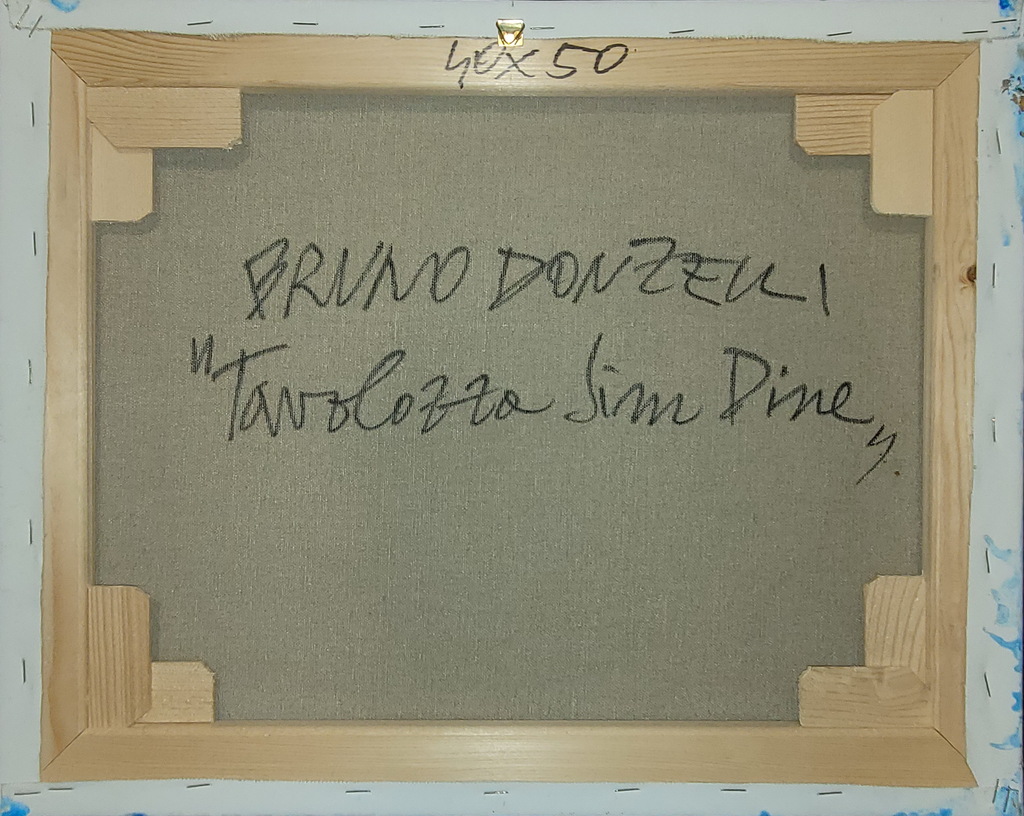 40X50
BRUNO DONZELLI
"Tavolozza Jim Dine".